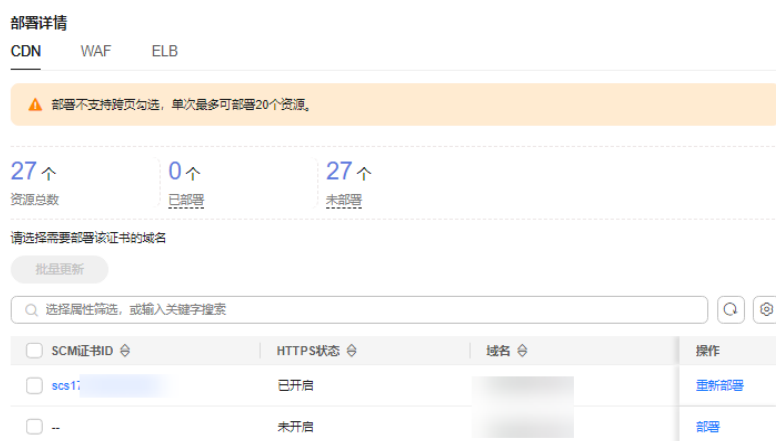 部署详情
CDN WAF ELB
部署不支持跨页勾选，单次最多可部署20个资源。
27 个 0 个 27 个
资源总数 已部署 未部署
请选择需要部署该证书的域名
批量更新
选择属性筛选，或输入关键字搜索
SCM证书ID HTTPS状态 域名 操作
scs17 已开启 重新部署
-- 未开启 部署